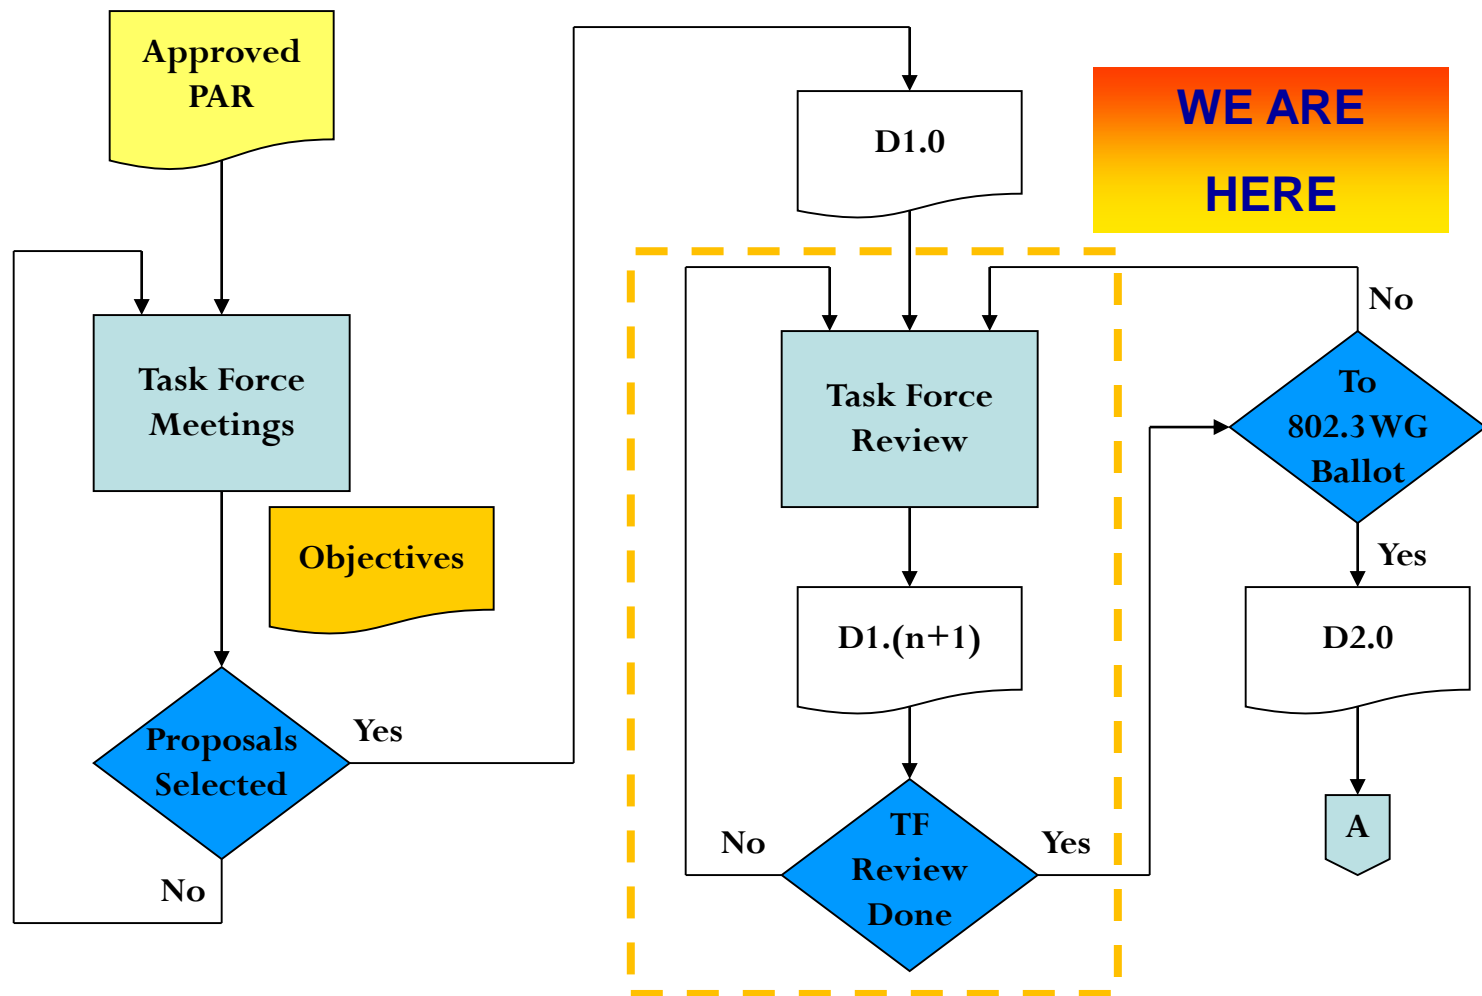 Approved
PAR
Task Force
Meetings
Objectives
Proposals
Selected
Yes
No
D1.0
WE ARE
HERE
Task Force
Review
D1.(n+1)
TF
Review
Done
No
Yes
To
802.3 WG
Ballot
No
Yes
D2.0
A